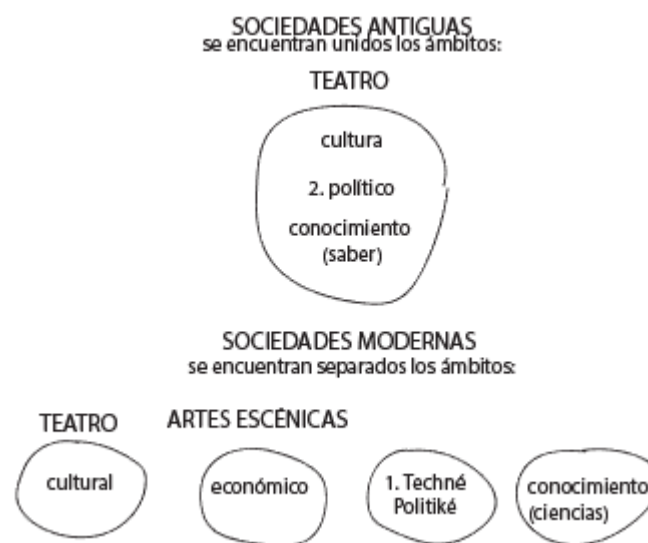 SOCIEDADES ANTIGUAS
se encuentran unidos los ámbitos:
TEATRO
cultura
2. político
conocimiento
(saber)
SOCIEDADES MODERNAS
se encuentran separados los ámbitos:
TEATRO
ARTES ESCÉNICAS
cultural
económico
1. Techné
Politiké
conocimiento
(ciencias)